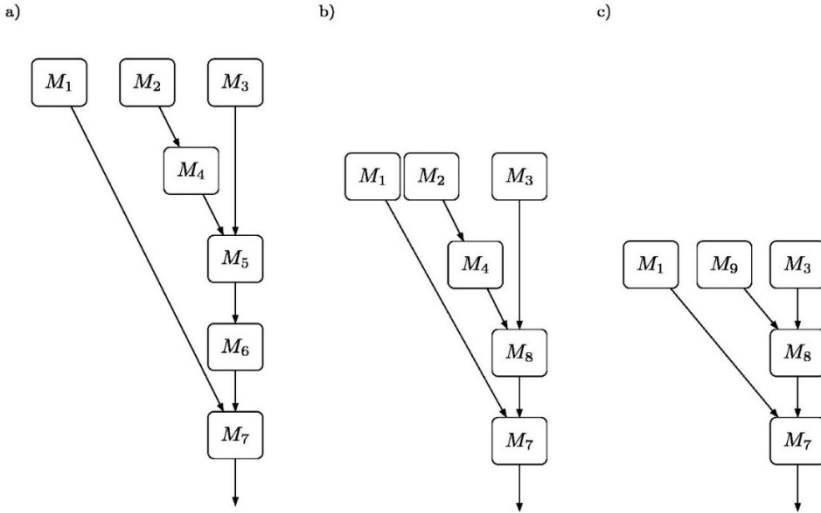 a)
b)
c)
M₁ M₂ M₃
M₄
M₅
M₆
M₇
M₁ M₂ M₃
M₄
M₈
M₇
M₁ M₉ M₃
M₈
M₇